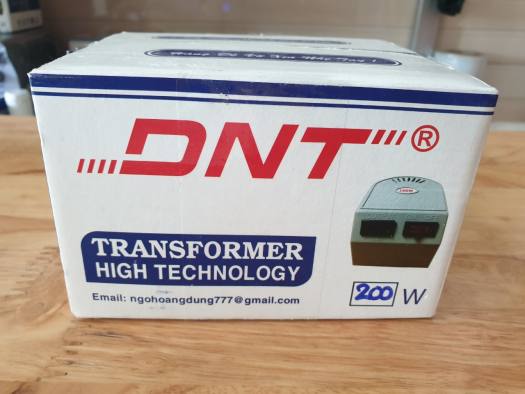 DNT®
TRANSFORMER
HIGH TECHNOLOGY
Email: ngohoangdung777@gmail.com
200 W